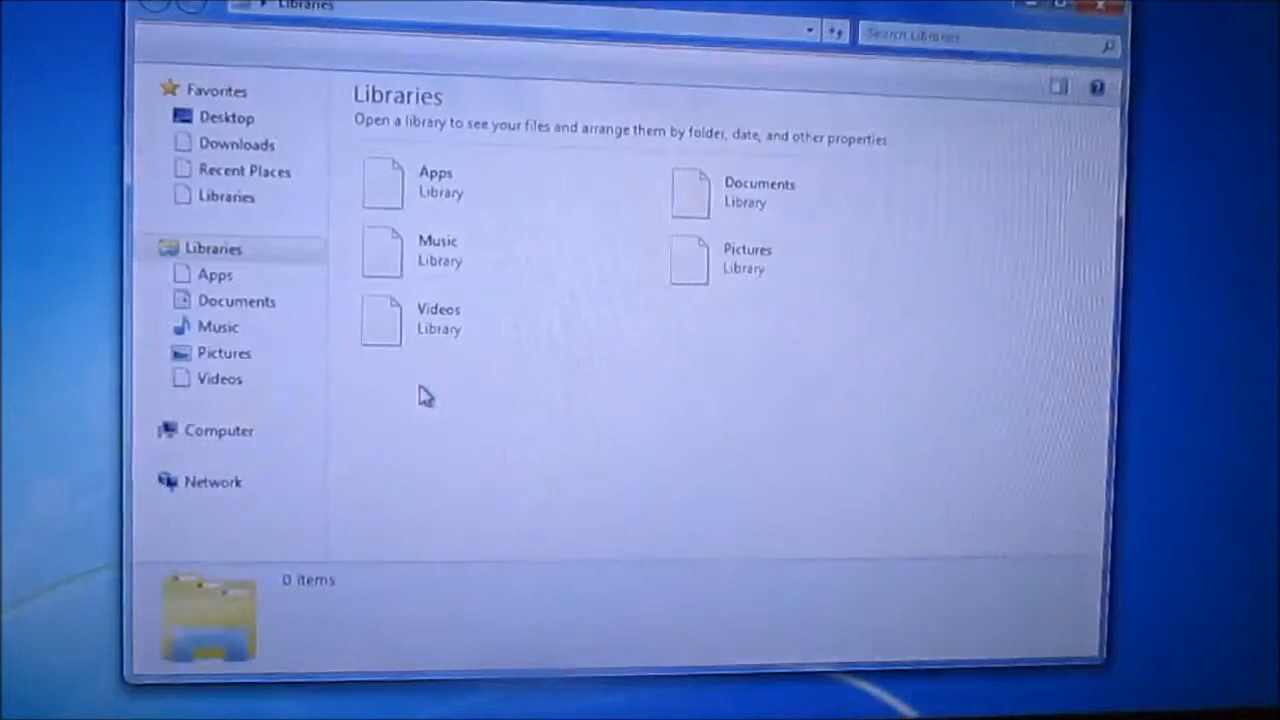 Libraries
Search Libraries
Favorites
Desktop
Downloads
Recent Places
Libraries
Libraries
Apps
Documents
Music
Pictures
Videos
Computer
Network
Libraries
Open a library to see your files and arrange them by folder, date, and other properties
Apps
Library
Documents
Library
Music
Library
Pictures
Library
Videos
Library
0 items